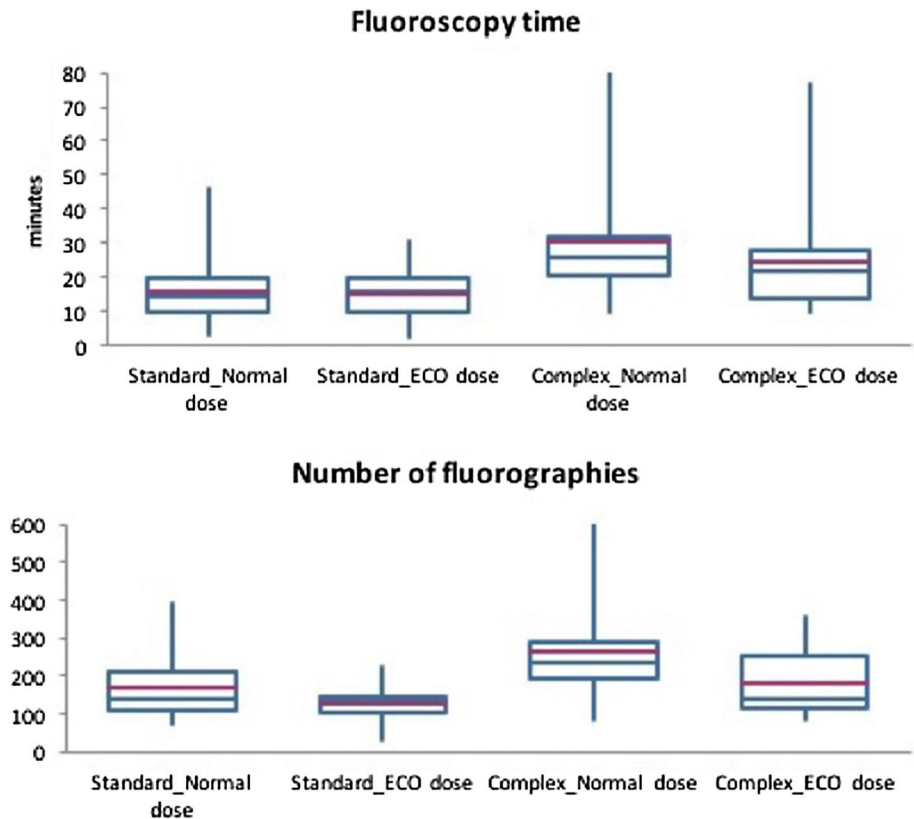 Fluoroscopy time
minutes
80
70
60
50
40
30
20
10
0
Standard_Normal dose
Standard_ECO dose
Complex_Normal dose
Complex_ECO dose
Number of fluorographies
600
500
400
300
200
100
0
Standard_Normal dose
Standard_ECO dose
Complex_Normal dose
Complex_ECO dose